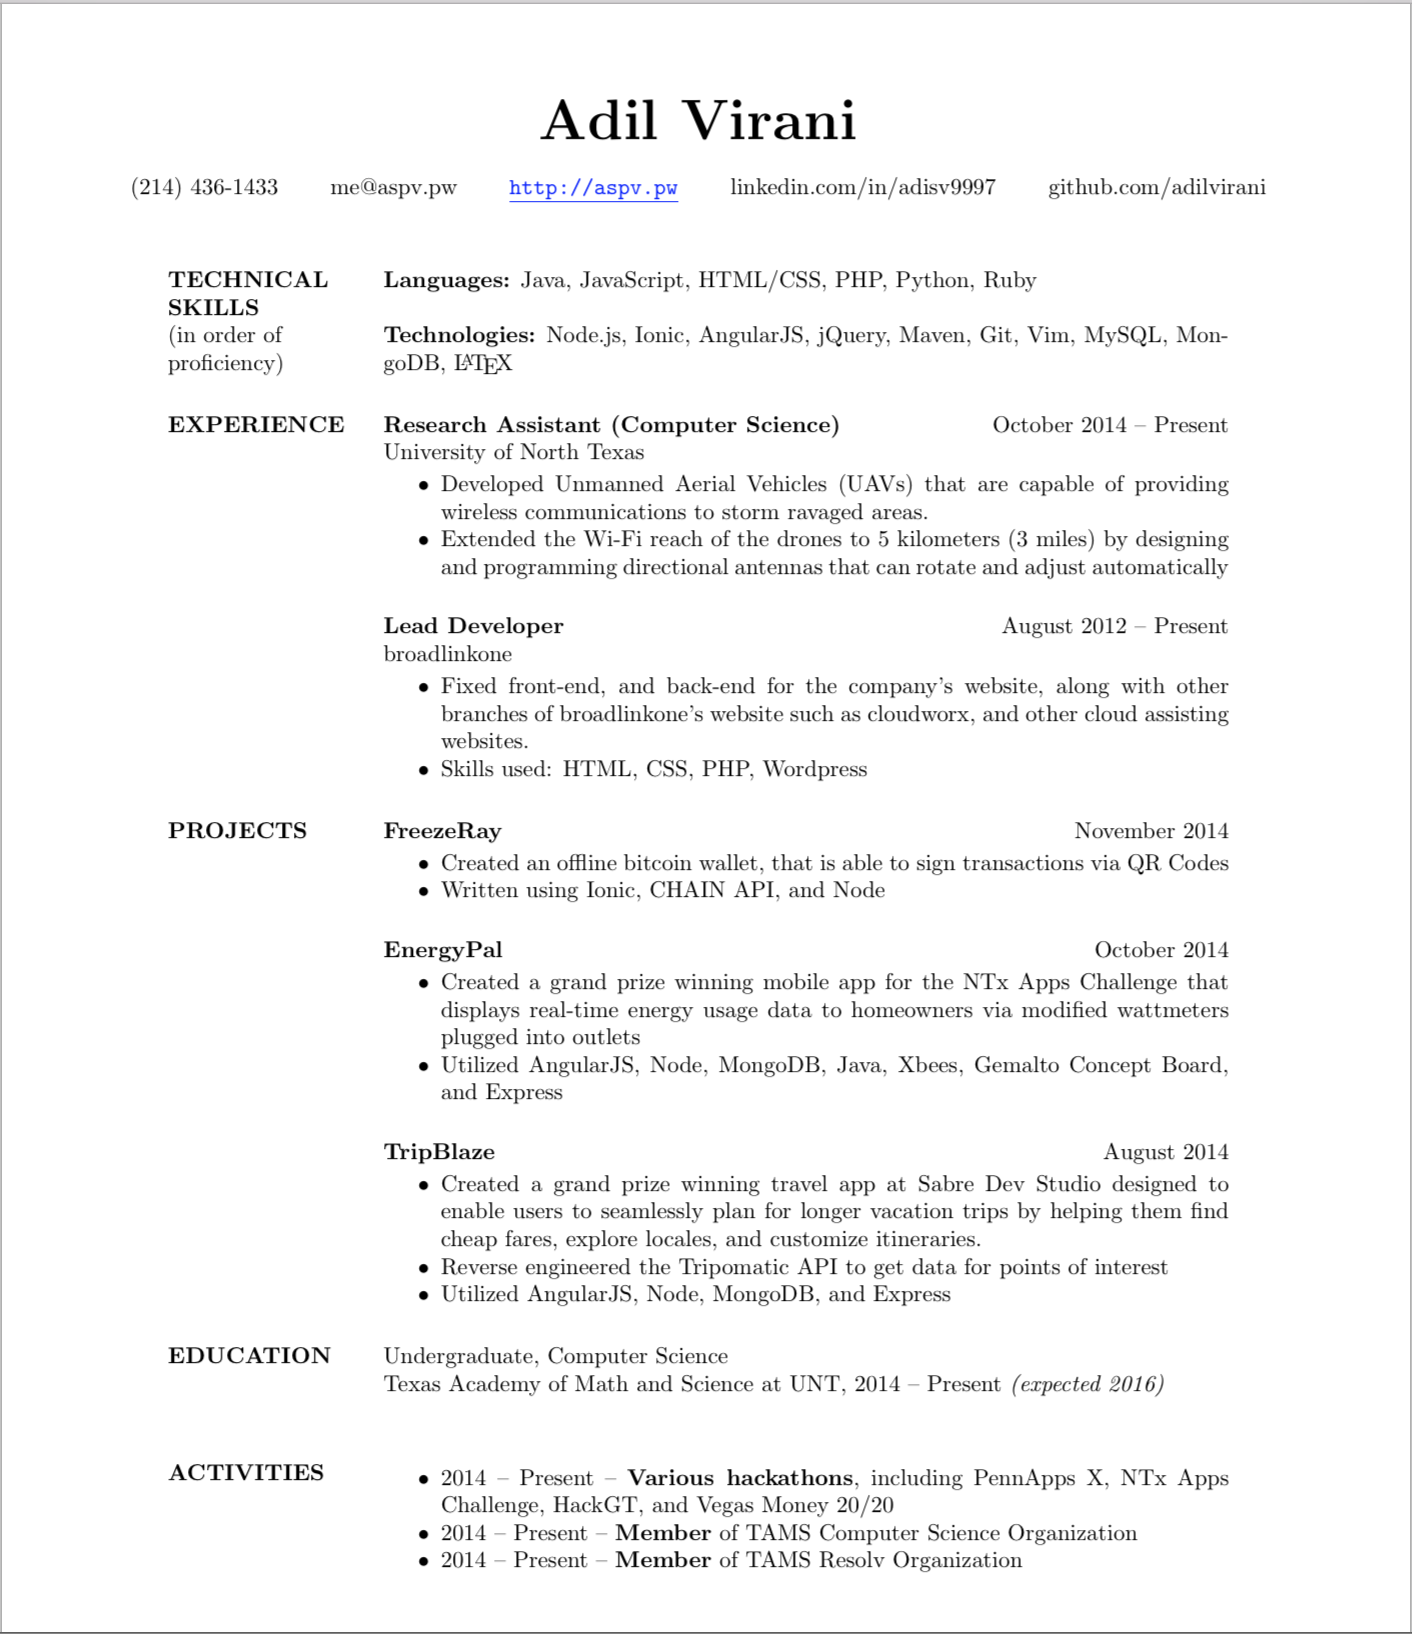 Adil Virani
(214) 436-1433 me@aspv.pw http://aspv.pw linkedin.com/in/adisv9997 github.com/adilvirani
TECHNICAL SKILLS
(in order of proficiency)
Languages: Java, JavaScript, HTML/CSS, PHP, Python, Ruby
Technologies: Node.js, Ionic, AngularJS, jQuery, Maven, Git, Vim, MySQL, Mon-
goDB, LATEX
EXPERIENCE
Research Assistant (Computer Science) October 2014 – Present
University of North Texas
• Developed Unmanned Aerial Vehicles (UAVs) that are capable of providing
wireless communications to storm ravaged areas.
• Extended the Wi-Fi reach of the drones to 5 kilometers (3 miles) by designing
and programming directional antennas that can rotate and adjust automatically
Lead Developer August 2012 – Present
broadlinkone
• Fixed front-end, and back-end for the company's website, along with other
branches of broadlinkone's website such as cloudworx, and other cloud assisting
websites.
• Skills used: HTML, CSS, PHP, Wordpress
PROJECTS
FreezeRay November 2014
• Created an offline bitcoin wallet, that is able to sign transactions via QR Codes
• Written using Ionic, CHAIN API, and Node
EnergyPal October 2014
• Created a grand prize winning mobile app for the NTx Apps Challenge that
displays real-time energy usage data to homeowners via modified wattmeters
plugged into outlets
• Utilized AngularJS, Node, MongoDB, Java, Xbees, Gemalto Concept Board,
and Express
TripBlaze August 2014
• Created a grand prize winning travel app at Sabre Dev Studio designed to
enable users to seamlessly plan for longer vacation trips by helping them find
cheap fares, explore locales, and customize itineraries.
• Reverse engineered the Tripomatic API to get data for points of interest
• Utilized AngularJS, Node, MongoDB, and Express
EDUCATION
Undergraduate, Computer Science
Texas Academy of Math and Science at UNT, 2014 – Present (expected 2016)
ACTIVITIES
• 2014 – Present – Various hackathons, including PennApps X, NTx Apps
Challenge, HackGT, and Vegas Money 20/20
• 2014 – Present – Member of TAMS Computer Science Organization
• 2014 – Present – Member of TAMS Resolv Organization